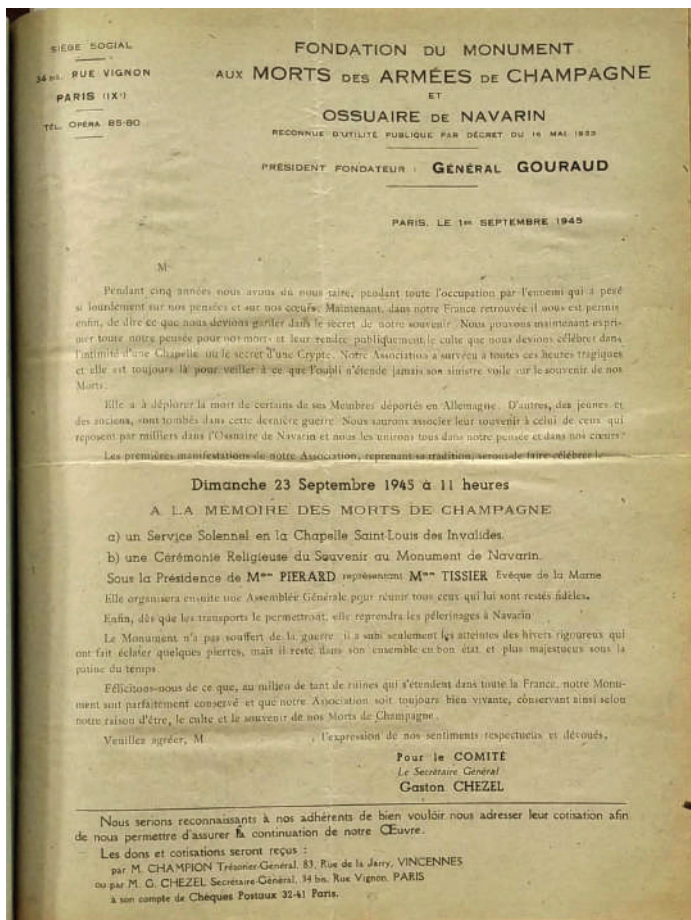 SIÈGE SOCIAL
34 bis, RUE VIGNON
PARIS (IXe)
TÉL. OPÉRA 85-80
FONDATION DU MONUMENT
AUX MORTS DES ARMÉES DE CHAMPAGNE
ET
OSSUAIRE DE NAVARIN
RECONNUE D'UTILITÉ PUBLIQUE PAR DÉCRET DU 16 MAI 1933
PRÉSIDENT FONDATEUR : GÉNÉRAL GOURAUD
PARIS, LE 1er SEPTEMBRE 1945
M
Pendant cinq années nous avons dû nous taire, pendant toute l'occupation par l'ennemi qui a pesé
si lourdement sur nos pensées et sur nos cœurs. Maintenant, dans notre France retrouvée il nous est permis
enfin, de dire ce que nous devions garder dans le secret de notre souvenir. Nous pouvons maintenant expri-
mer toute notre pensée pour nos morts et leur rendre publiquement le culte que nous devions célébrer dans
l'intimité d'une Chapelle ou le secret d'une Crypte. Notre Association a survécu à toutes ces heures tragiques
et elle est toujours là pour veiller à ce que l'oubli n'étende jamais son sinistre voile sur le souvenir de nos
Morts.
Elle a à déplorer la mort de certains de ses Membres déportés en Allemagne. D'autres, des jeunes et
des anciens, sont tombés dans cette dernière guerre. Nous saurons associer leur souvenir à celui de ceux qui
reposent par milliers dans l'Ossuaire de Navarin et nous les unirons tous dans notre pensée et dans nos cœurs.
Les premières manifestations de notre Association, reprenant sa tradition, seront de faire célébrer le
Dimanche 23 Septembre 1945 à 11 heures
A LA MÉMOIRE DES MORTS DE CHAMPAGNE
a) un Service Solennel en la Chapelle Saint-Louis des Invalides.
b) une Cérémonie Religieuse du Souvenir au Monument de Navarin.
Sous la Présidence de Mgr PIERARD représentant Mgr TISSIER Evêque de la Marne
Elle organisera ensuite une Assemblée Générale pour réunir tous ceux qui lui sont restés fidèles.
Enfin, dès que les transports le permettront, elle reprendra les pélerinages à Navarin
Le Monument n'a pas souffert de la guerre il a subi seulement les atteintes des hivers rigoureux qui
ont fait éclater quelques pierres, mais il reste dans son ensemble en bon état et plus majestueux sous la
patine du temps
Félicitons-nous de ce que, au milieu de tant de ruines qui s'étendent dans toute la France, notre Monu-
ment soit parfaitement conservé et que notre Association soit toujours bien vivante, conservant ainsi selon
notre raison d'être, le culte et le souvenir de nos Morts de Champagne.
Veuillez agréer, M , l'expression de nos sentiments respectueux et dévoués,
Pour le COMITÉ
Le Secrétaire Général
Gaston CHEZEL
Nous serions reconnaissants à nos adhérents de bien vouloir nous adresser leur cotisation afin
de nous permettre d'assurer la continuation de notre Œuvre.
Les dons et cotisations seront reçus :
par M. CHAMPION Trésorier-Général, 83, Rue de la Jarry, VINCENNES
ou par M. G. CHEZEL Secrétaire-Général, 34 bis, Rue Vignon, PARIS
à son compte de Chèques Postaux 32-41 Paris.